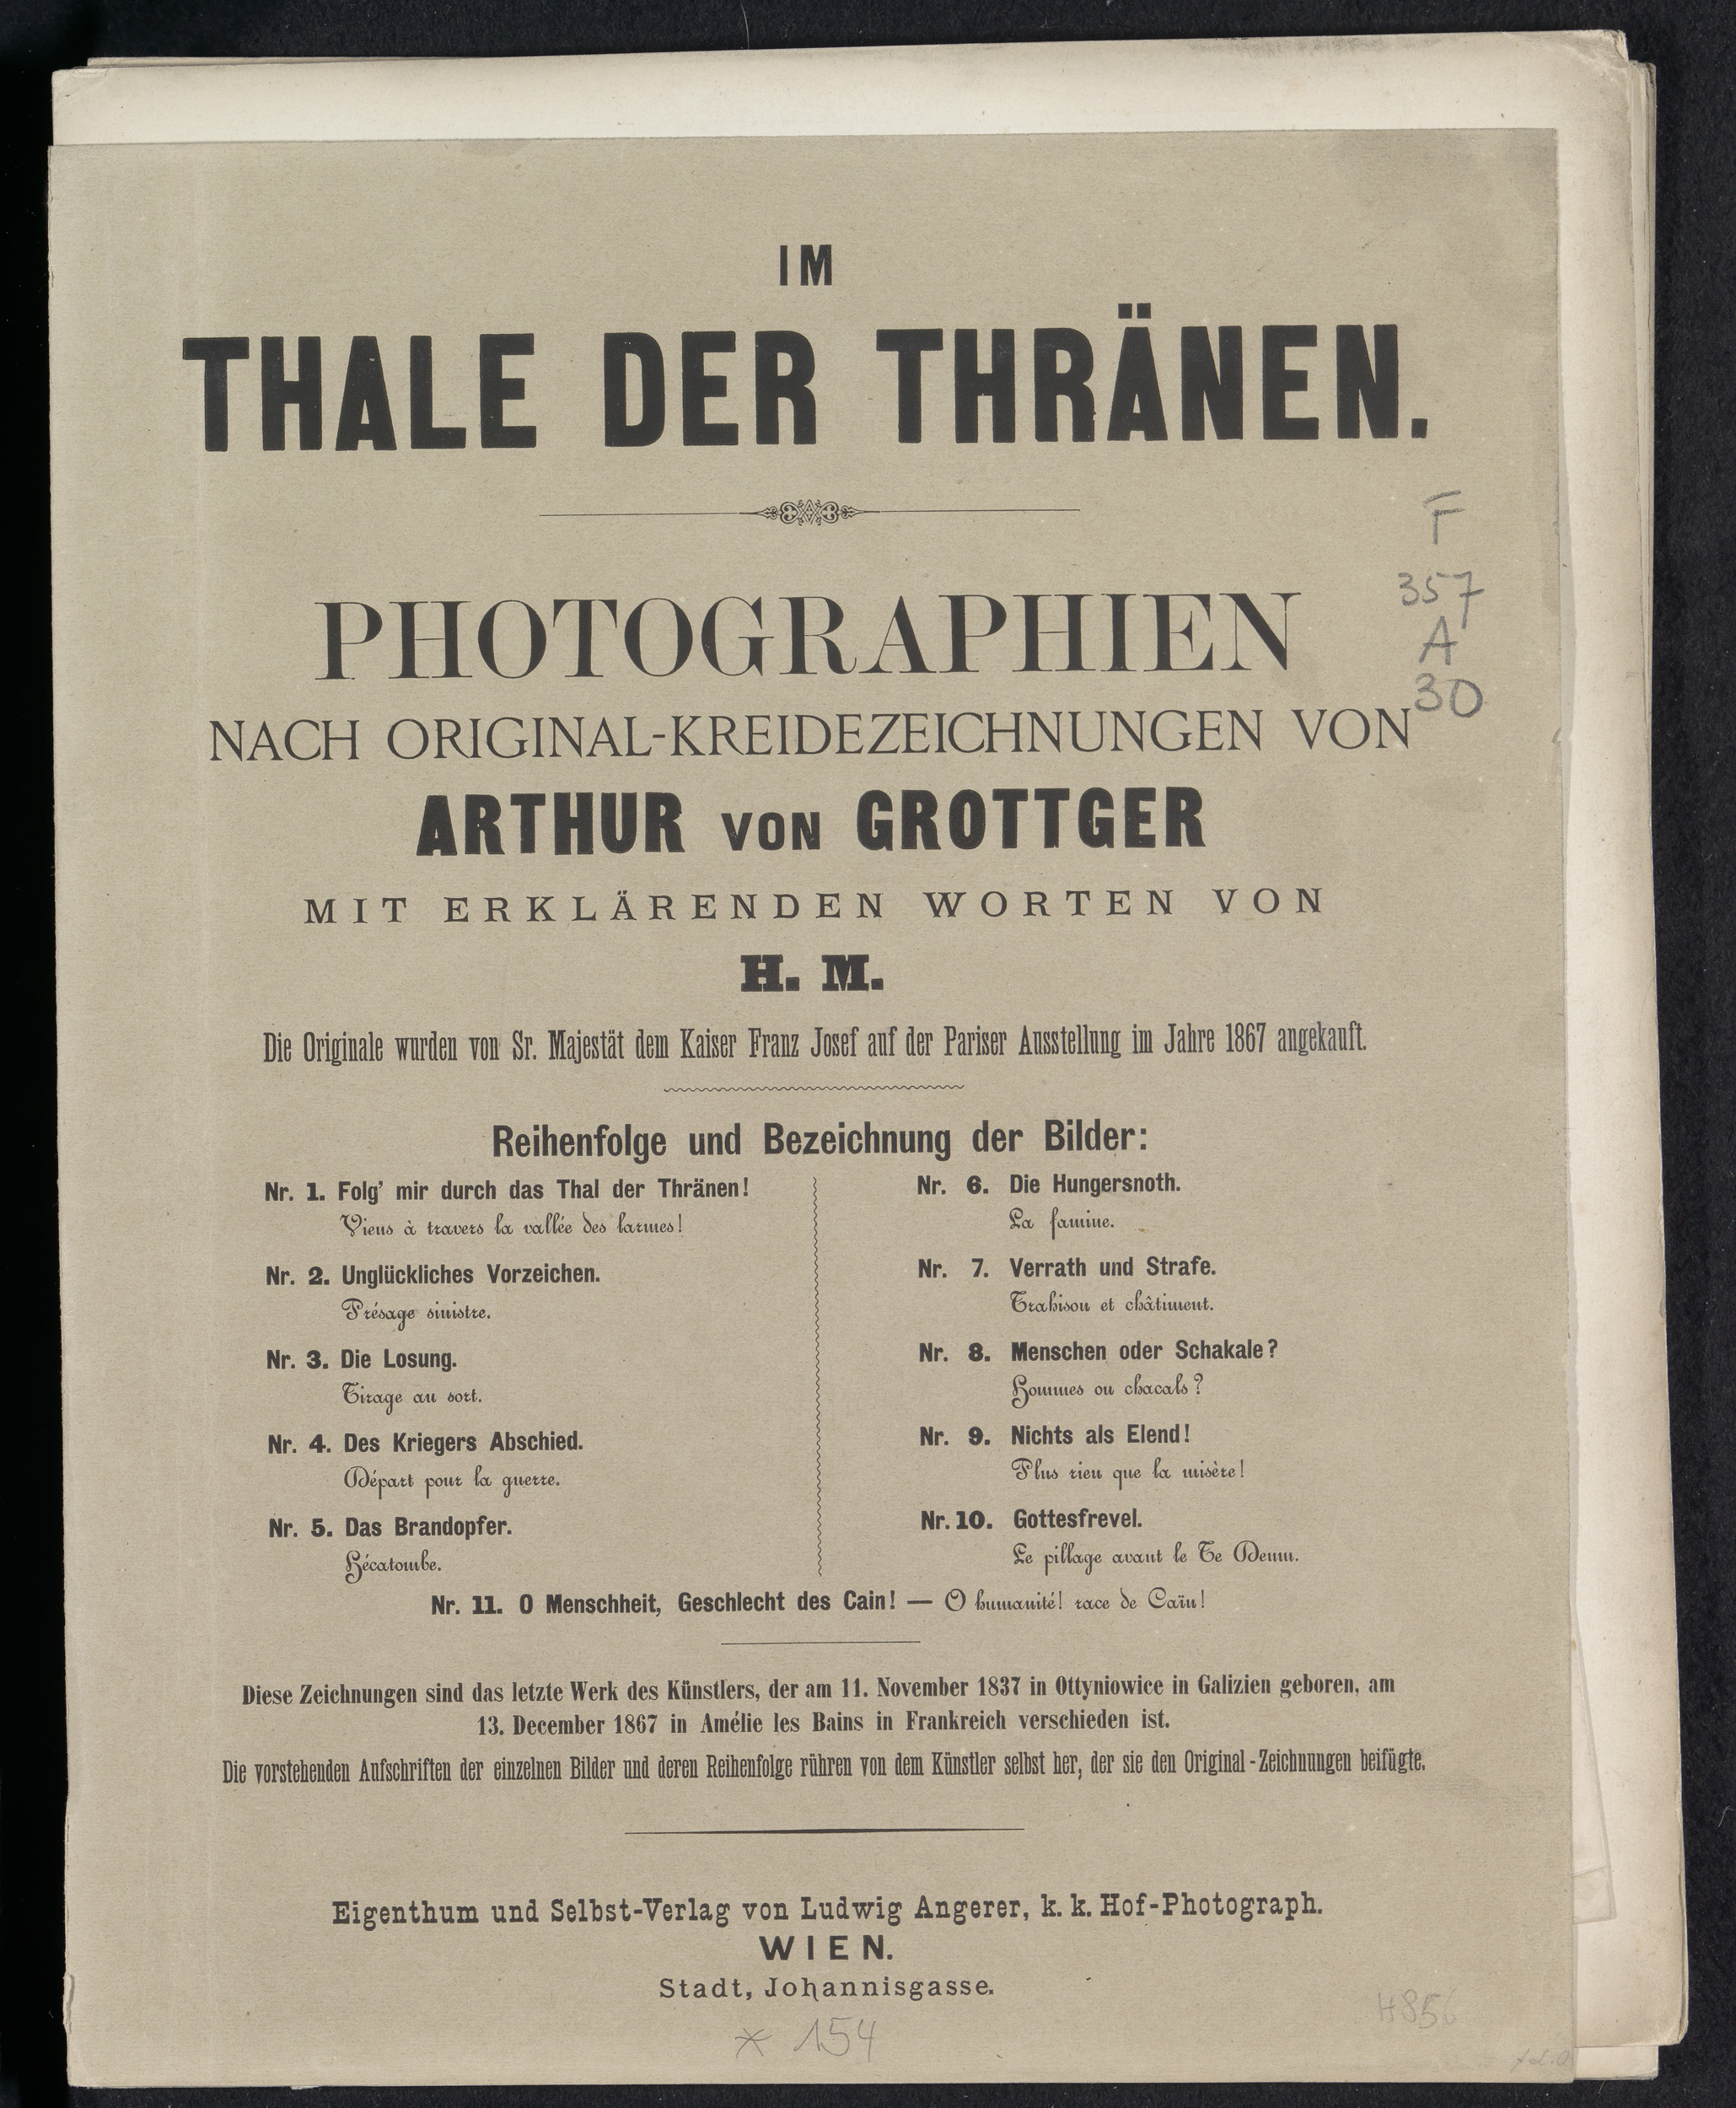 IM
THALE DER THRÄNEN.
F
357
A
30
PHOTOGRAPHIEN
NACH ORIGINAL-KREIDEZEICHNUNGEN VON
ARTHUR VON GROTTGER
MIT ERKLÄRENDEN WORTEN VON
H. M.
Die Originale wurden von Sr. Majestät dem Kaiser Franz Josef auf der Pariser Ausstellung im Jahre 1867 angekauft.
Reihenfolge und Bezeichnung der Bilder:
Nr. 1. Folg' mir durch das Thal der Thränen!
Viens à travers la vallée des larmes!
Nr. 2. Unglückliches Vorzeichen.
Présage sinistre.
Nr. 3. Die Losung.
Tirage au sort.
Nr. 4. Des Kriegers Abschied.
Départ pour la guerre.
Nr. 5. Das Brandopfer.
Hécatombe.
Nr. 6. Die Hungersnoth.
La famine.
Nr. 7. Verrath und Strafe.
Trahison et châtiment.
Nr. 8. Menschen oder Schakale?
Hommes ou chacals?
Nr. 9. Nichts als Elend!
Plus rien que la misère!
Nr. 10. Gottesfrevel.
Le pillage avant le Te Deum.
Nr. 11. O Menschheit, Geschlecht des Cain! — O humanité! race de Caïn!
Diese Zeichnungen sind das letzte Werk des Künstlers, der am 11. November 1837 in Ottyniowice in Galizien geboren, am
13. December 1867 in Amélie les Bains in Frankreich verschieden ist.
Die vorstehenden Aufschriften der einzelnen Bilder und deren Reihenfolge rühren von dem Künstler selbst her, der sie den Original-Zeichnungen beifügte.
Eigenthum und Selbst-Verlag von Ludwig Angerer, k. k. Hof-Photograph.
WIEN.
Stadt, Johannisgasse.
* 154
H856